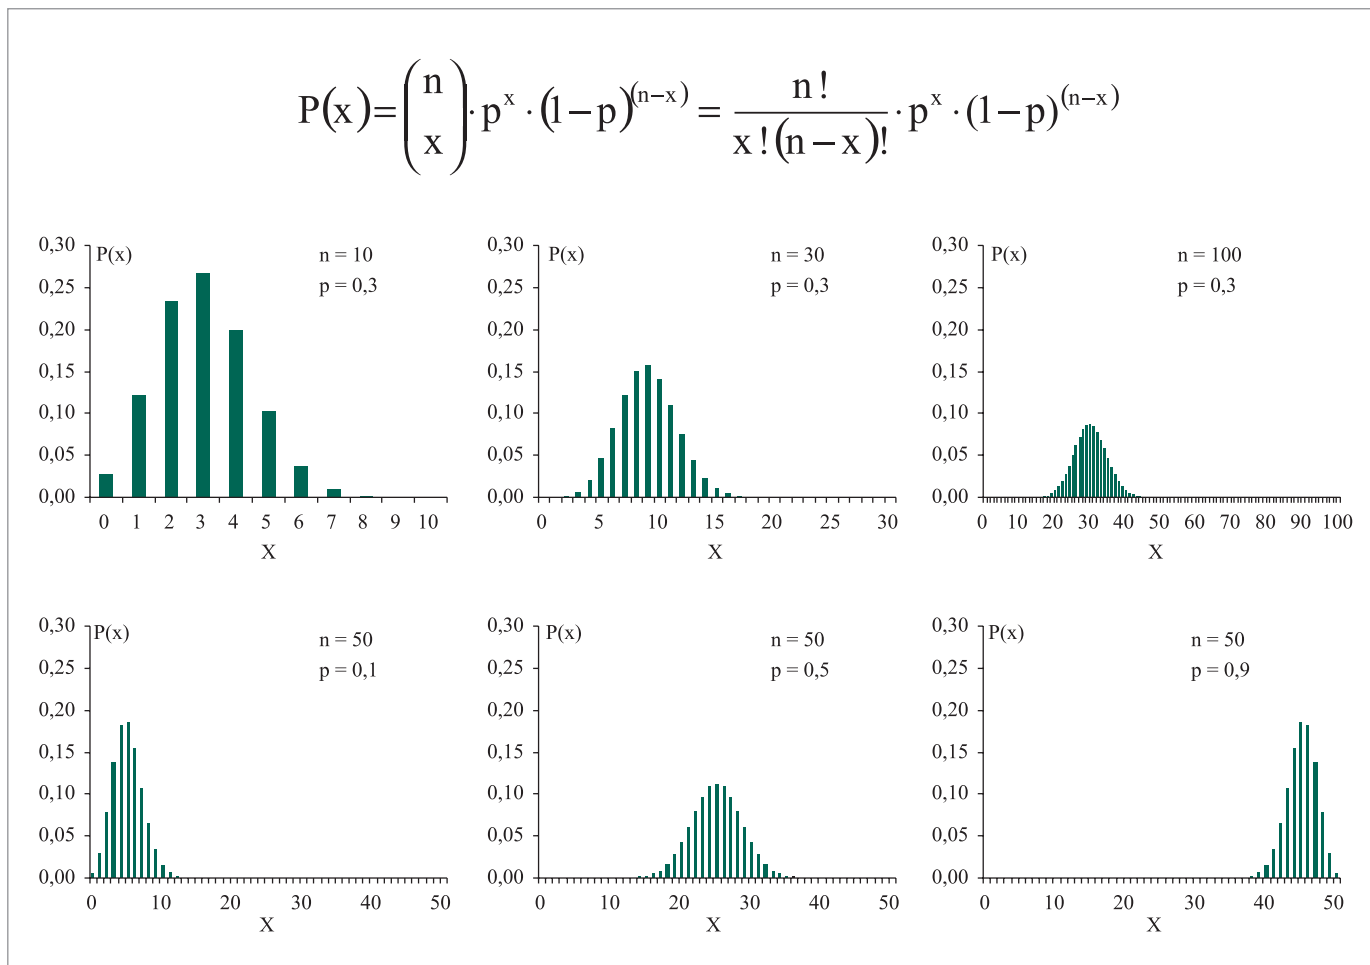 P(x)=(n x)·p^x·(1−p)^(n−x) = n!/x!(n−x)!·p^x·(1−p)^(n−x)
0,30
0,25
0,20
0,15
0,10
0,05
0,00
P(x)
n = 10
p = 0,3
0 1 2 3 4 5 6 7 8 9 10
X
0,30
0,25
0,20
0,15
0,10
0,05
0,00
P(x)
n = 30
p = 0,3
0 5 10 15 20 25 30
X
0,30
0,25
0,20
0,15
0,10
0,05
0,00
P(x)
n = 100
p = 0,3
0 10 20 30 40 50 60 70 80 90 100
X
0,30
0,25
0,20
0,15
0,10
0,05
0,00
P(x)
n = 50
p = 0,1
0 10 20 30 40 50
X
0,30
0,25
0,20
0,15
0,10
0,05
0,00
P(x)
n = 50
p = 0,5
0 10 20 30 40 50
X
0,30
0,25
0,20
0,15
0,10
0,05
0,00
P(x)
n = 50
p = 0,9
0 10 20 30 40 50
X